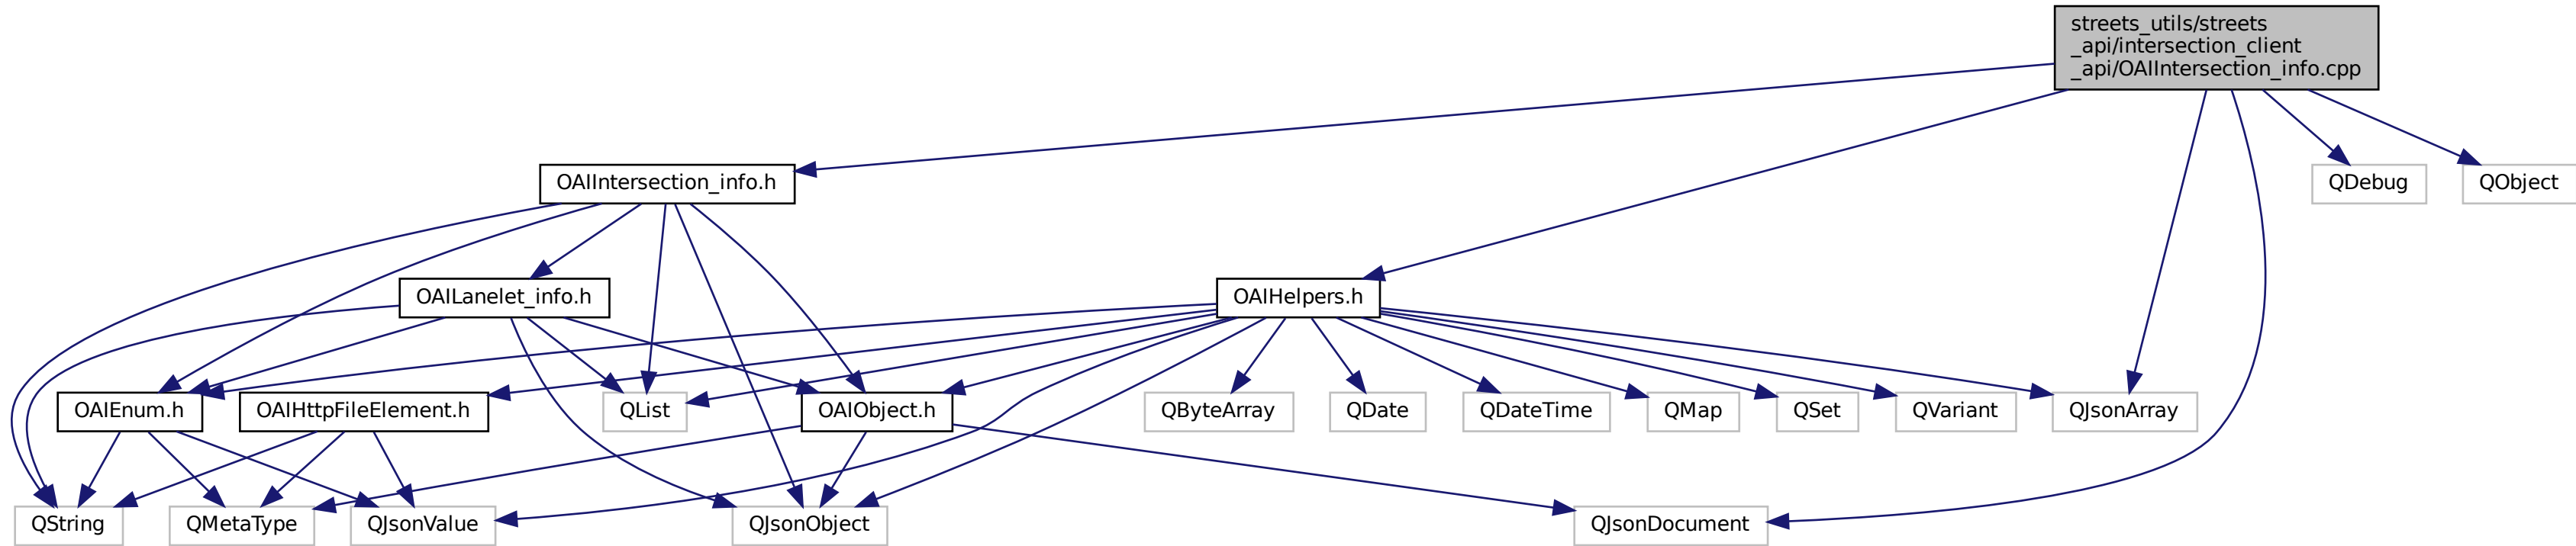 streets_utils/streets
_api/intersection_client
_api/OAIIntersection_info.cpp
OAIIntersection_info.h
QDebug
QObject
OAILanelet_info.h
OAIHelpers.h
OAIEnum.h
OAIHttpFileElement.h
QList
OAIObject.h
QByteArray
QDate
QDateTime
QMap
QSet
QVariant
QJsonArray
QString
QMetaType
QJsonValue
QJsonObject
QJsonDocument